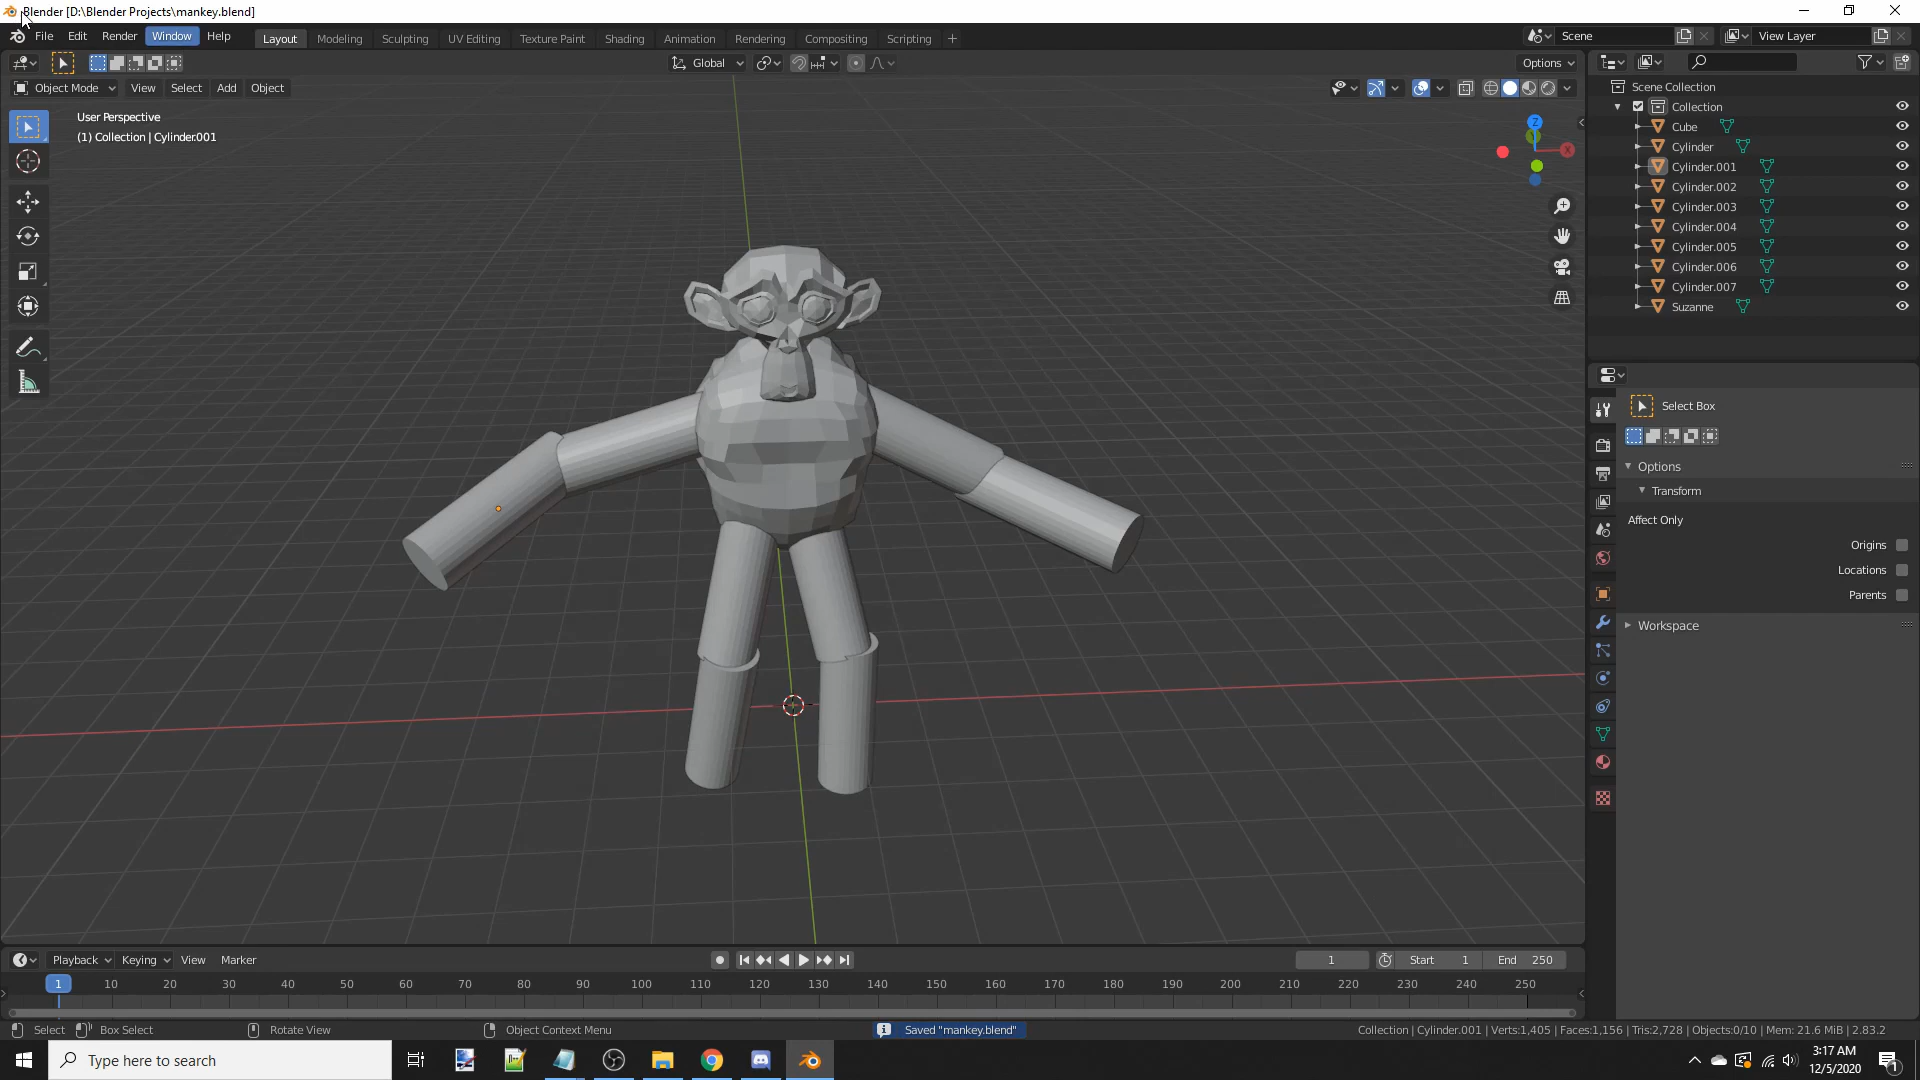 Blender [D:\Blender Projects\mankey.blend]
File Edit Render Window Help Layout Modeling Sculpting UV Editing Texture Paint Shading Animation Rendering Compositing Scripting + Scene View Layer
Global Options
Object Mode View Select Add Object
User Perspective
(1) Collection | Cylinder.001
Z
X
Scene Collection
Collection
Cube
Cylinder
Cylinder.001
Cylinder.002
Cylinder.003
Cylinder.004
Cylinder.005
Cylinder.006
Cylinder.007
Suzanne
Select Box
Options
Transform
Affect Only
Origins
Locations
Parents
Workspace
Playback Keying View Marker 1 Start 1 End 250
1 10 20 30 40 50 60 70 80 90 100 110 120 130 140 150 160 170 180 190 200 210 220 230 240 250
Select Box Select Rotate View Object Context Menu Saved "mankey.blend" Collection | Cylinder.001 | Verts:1,405 | Faces:1,156 | Tris:2,728 | Objects:0/10 | Mem: 21.6 MiB | 2.83.2
Type here to search
3:17 AM
12/5/2020
1